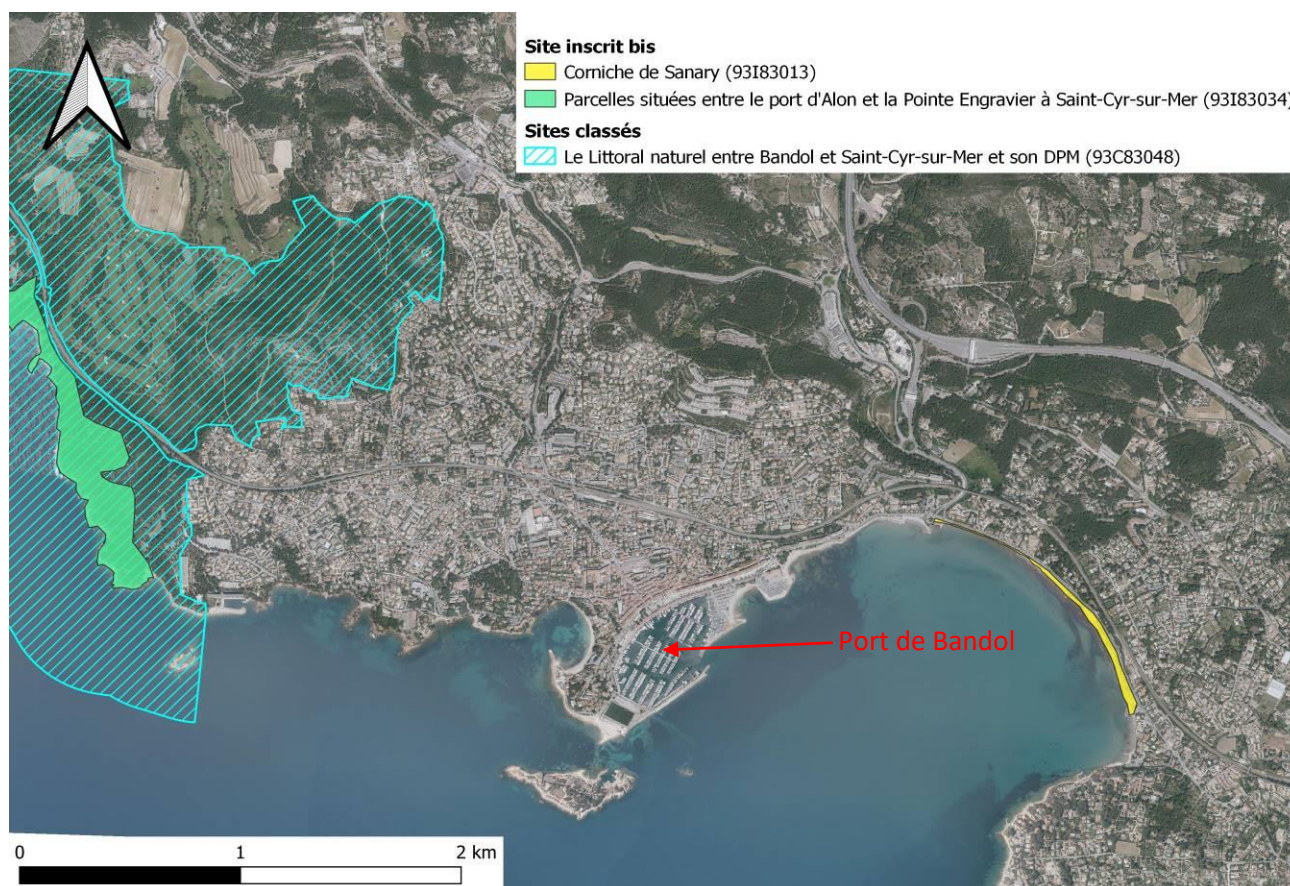 Site inscrit bis
Corniche de Sanary (93I83013)
Parcelles situées entre le port d'Alon et la Pointe Engravier à Saint-Cyr-sur-Mer (93I83034)
Sites classés
Le Littoral naturel entre Bandol et Saint-Cyr-sur-Mer et son DPM (93C83048)
Port de Bandol
0 1 2 km